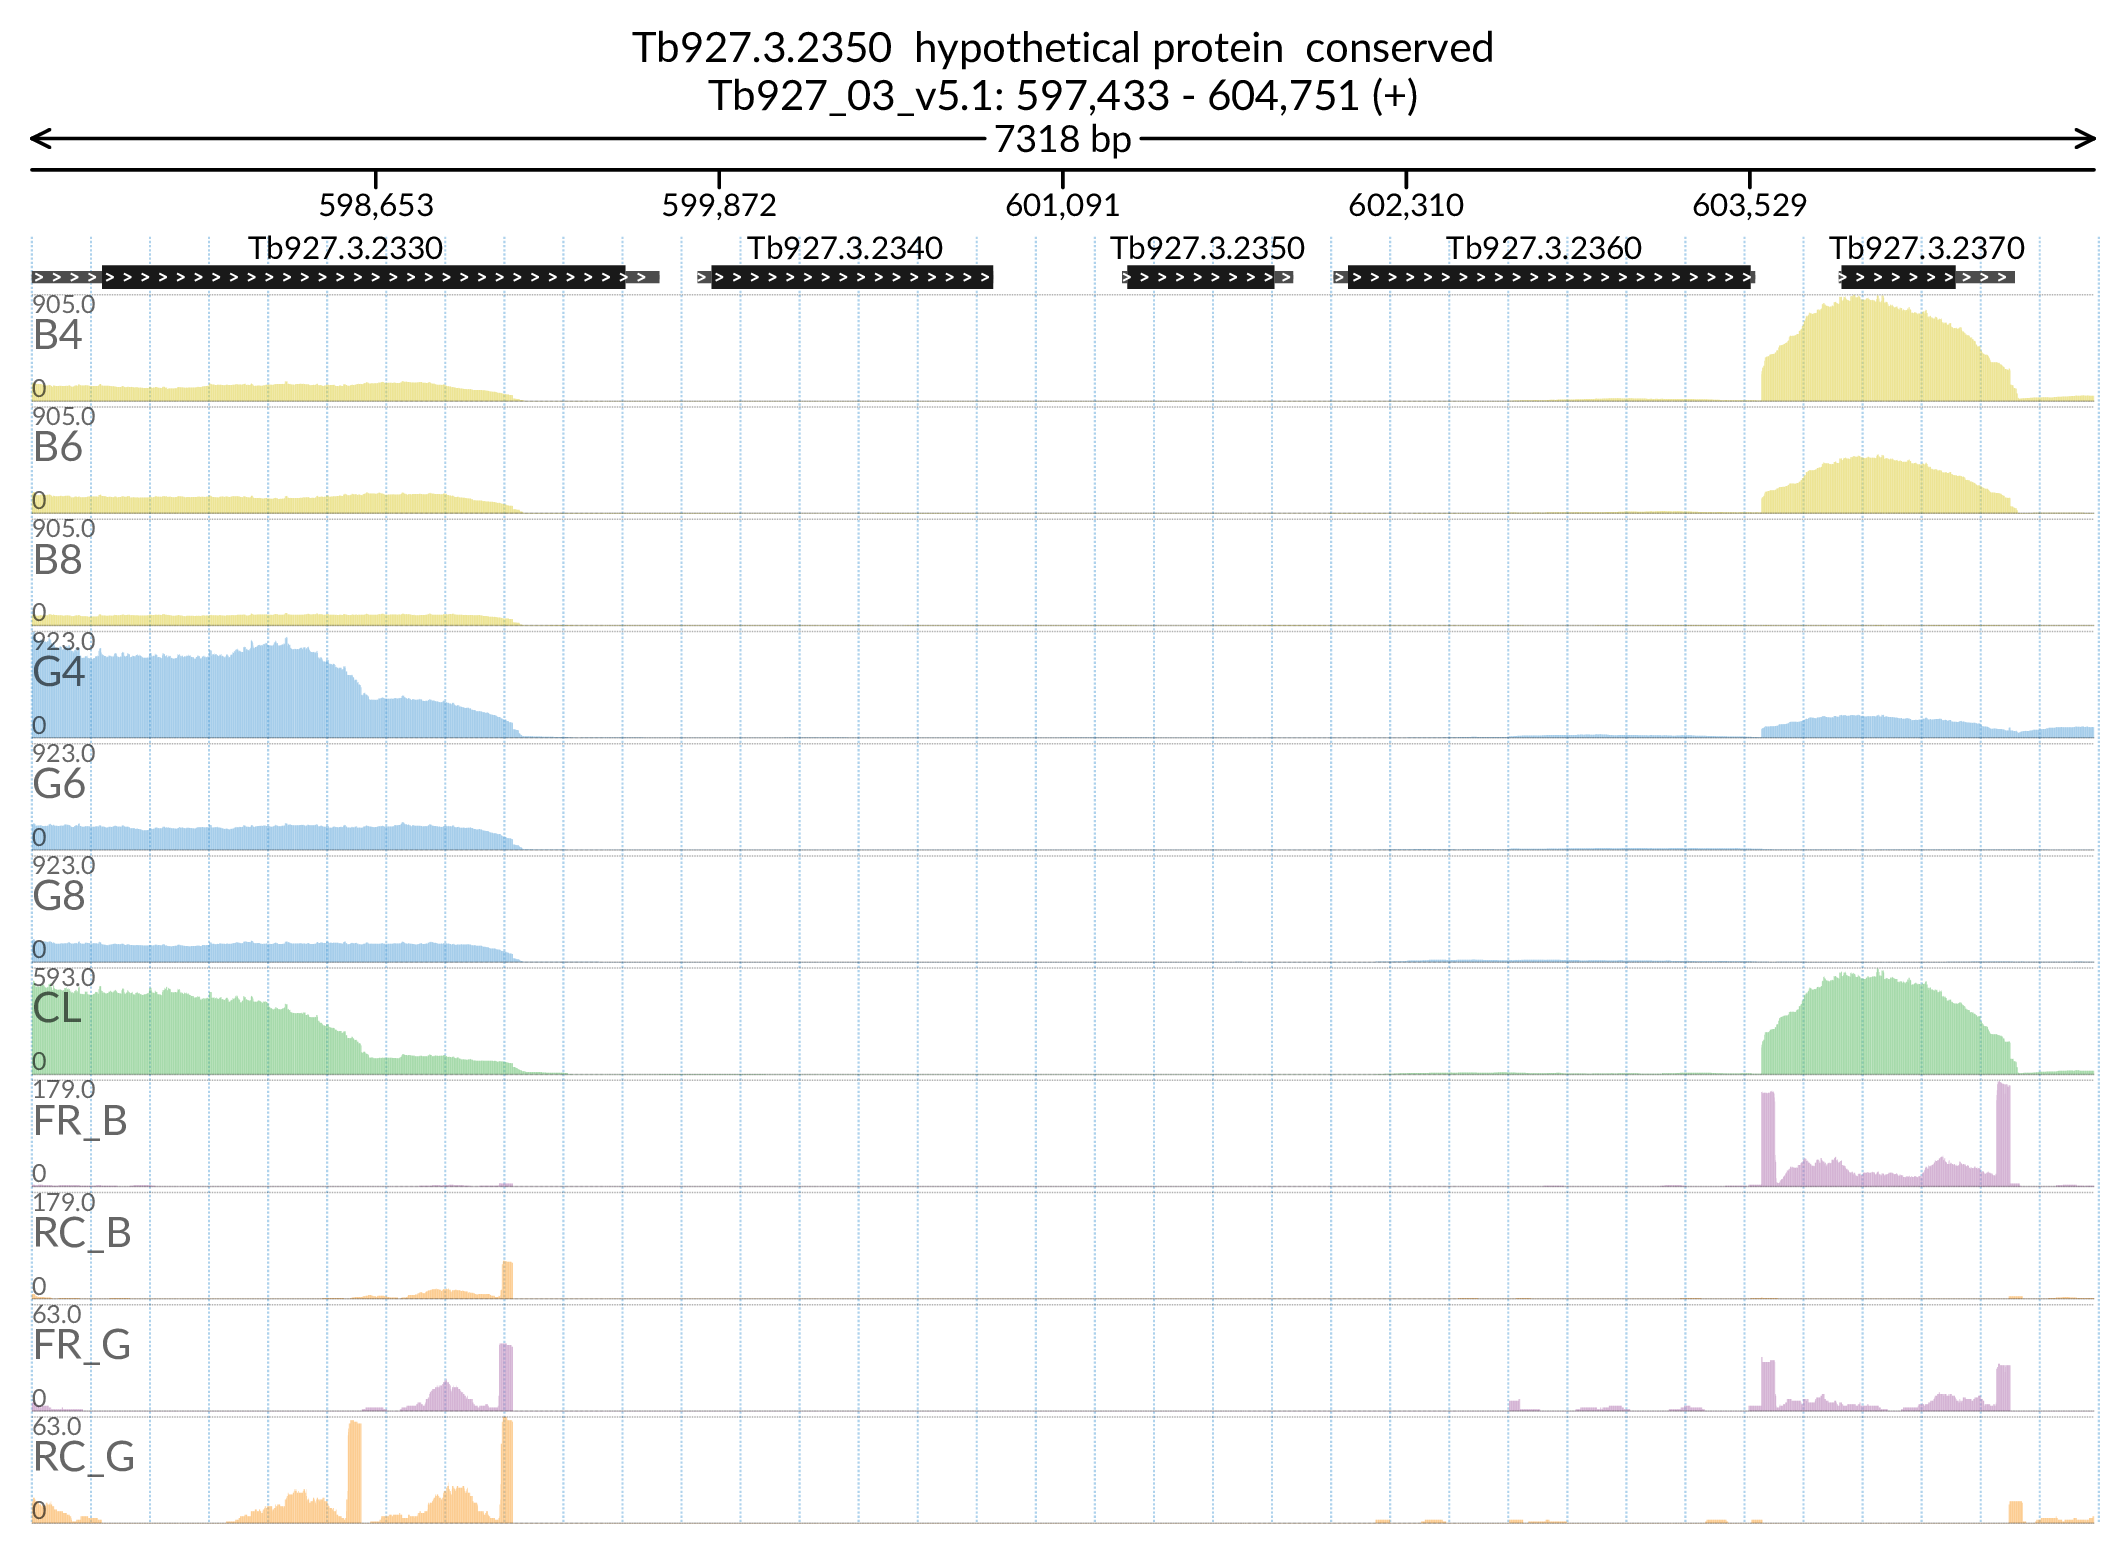 Tb927.3.2350 hypothetical protein conserved
Tb927_03_v5.1: 597,433 - 604,751 (+)
7318 bp
598,653 599,872 601,091 602,310 603,529
Tb927.3.2330 Tb927.3.2340 Tb927.3.2350 Tb927.3.2360 Tb927.3.2370
905.0
B4
0
905.0
B6
0
905.0
B8
0
923.0
G4
0
923.0
G6
0
923.0
G8
0
593.0
CL
0
179.0
FR_B
0
179.0
RC_B
0
63.0
FR_G
0
63.0
RC_G
0